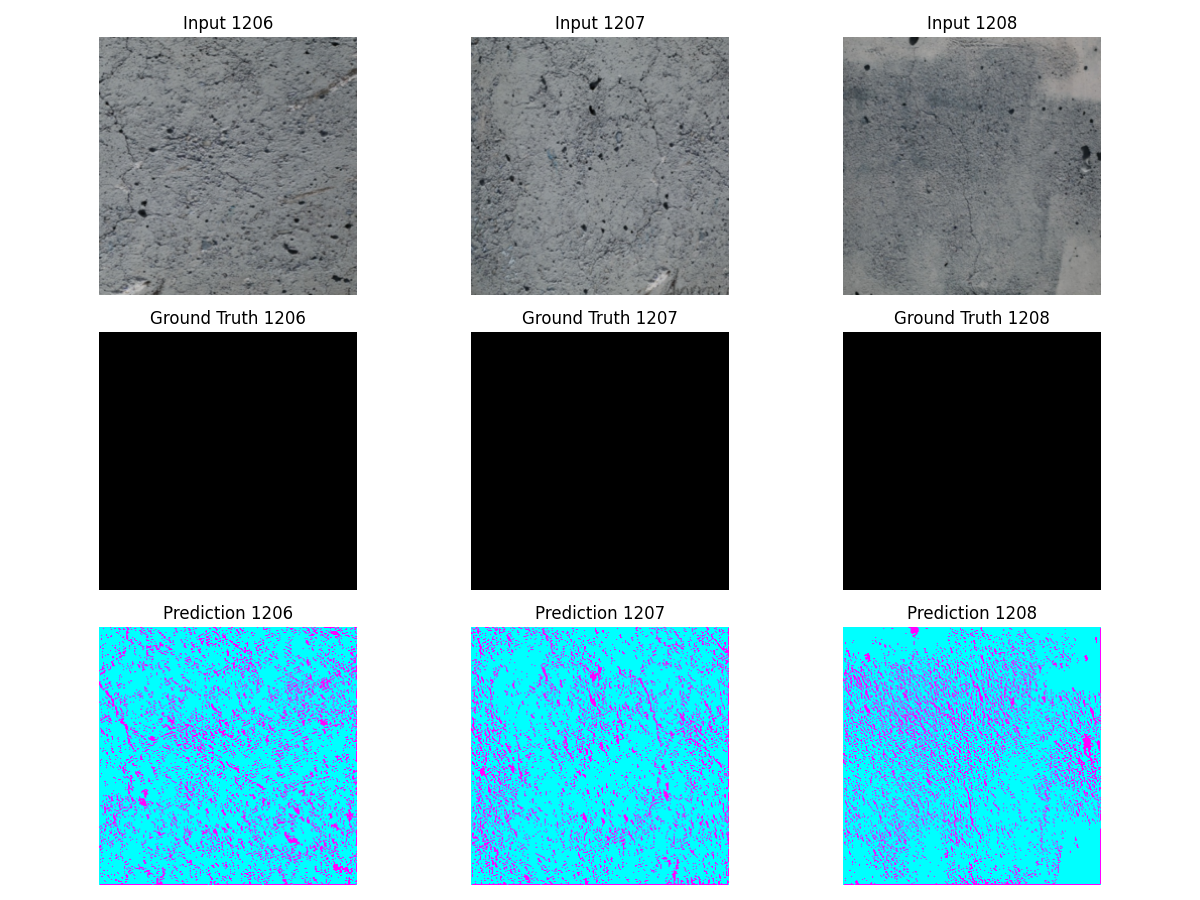 Input 1206
Input 1207
Input 1208
Ground Truth 1206
Ground Truth 1207
Ground Truth 1208
Prediction 1206
Prediction 1207
Prediction 1208